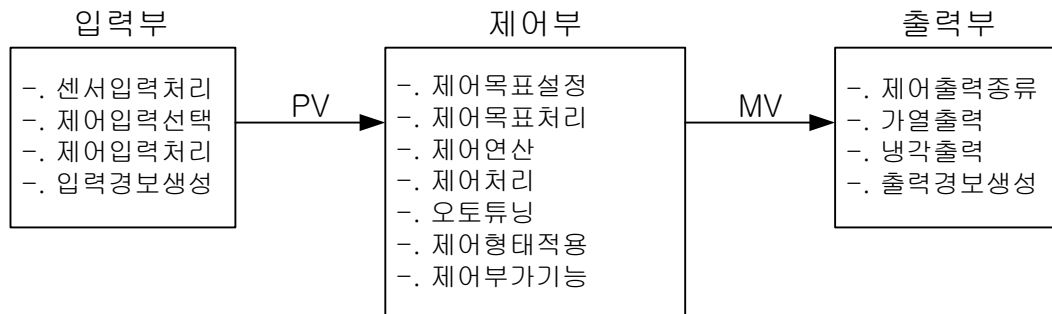 입력부
-. 센서입력처리
-. 제어입력선택
-. 제어입력처리
-. 입력경보생성
PV
제어부
-. 제어목표설정
-. 제어목표처리
-. 제어연산
-. 제어처리
-. 오토튜닝
-. 제어형태적용
-. 제어부가기능
MV
출력부
-. 제어출력종류
-. 가열출력
-. 냉각출력
-. 출력경보생성